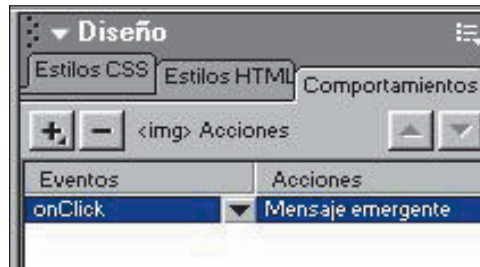 Diseño
Estilos CSS Estilos HTML Comportamientos
<img> Acciones
Eventos Acciones
onClick Mensaje emergente